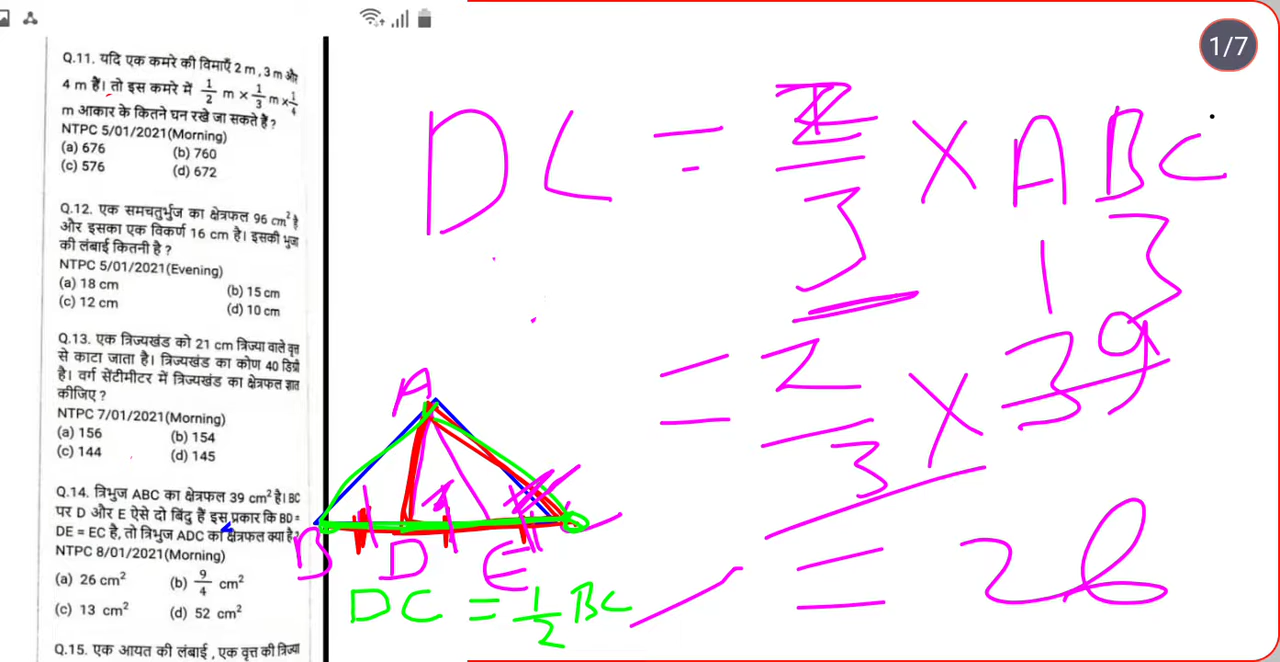 1/7
Q.11. यदि एक कमरे की विमाएँ 2 m, 3 m और
4 m हैं। तो इस कमरे में 1/2 m × 1/3 m × 1/4
m आकार के कितने घन रखे जा सकते हैं?
NTPC 5/01/2021(Morning)
(a) 676 (b) 760
(c) 576 (d) 672
Q.12. एक समचतुर्भुज का क्षेत्रफल 96 cm² है
और इसका एक विकर्ण 16 cm है। इसकी भुजा
की लंबाई कितनी है?
NTPC 5/01/2021(Evening)
(a) 18 cm (b) 15 cm
(c) 12 cm (d) 10 cm
Q.13. एक त्रिज्यखंड को 21 cm त्रिज्या वाले वृत्त
से काटा जाता है। त्रिज्यखंड का कोण 40 डिग्री
है। वर्ग सेंटीमीटर में त्रिज्यखंड का क्षेत्रफल ज्ञात
कीजिए?
NTPC 7/01/2021(Morning)
(a) 156 (b) 154
(c) 144 (d) 145
Q.14. त्रिभुज ABC का क्षेत्रफल 39 cm² है। BC
पर D और E ऐसे दो बिंदु हैं इस प्रकार कि BD =
DE = EC है, तो त्रिभुज ADC का क्षेत्रफल क्या है?
NTPC 8/01/2021(Morning)
(a) 26 cm² (b) 9/4 cm²
(c) 13 cm² (d) 52 cm²
Q.15. एक आयत की लंबाई, एक वृत्त की त्रिज्या
DC = 2/3 × ABC
13
= 2/3 × 39
= 26
A
B D E
DC = 1/2 BC